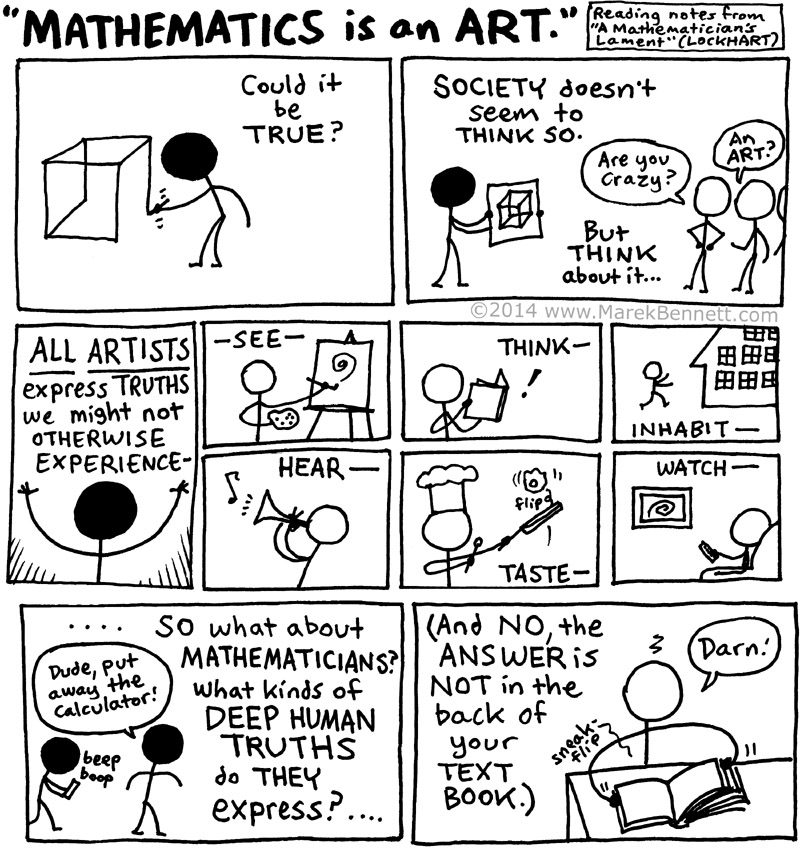 "MATHEMATICS is an ART."
Reading notes from
"A Mathematician's
Lament" (LOCKHART)
Could it
be
TRUE?
SOCIETY doesn't
seem to
THINK SO.
Are you
crazy?
An
ART?
But
THINK
about it...
©2014 www.MarekBennett.com
ALL ARTISTS
express TRUTHS
we might not
OTHERWISE
EXPERIENCE-
-SEE-
THINK-
!
INHABIT-
HEAR-
flip
TASTE-
WATCH-
.... SO what about
MATHEMATICIANS?
What kinds of
DEEP HUMAN
TRUTHS
do THEY
express?....
Dude, put
away the
calculator!
beep
boop
(And NO, the
ANSWER is
NOT in the
back of
your
TEXT
BOOK.)
Darn!
sneak-
flip